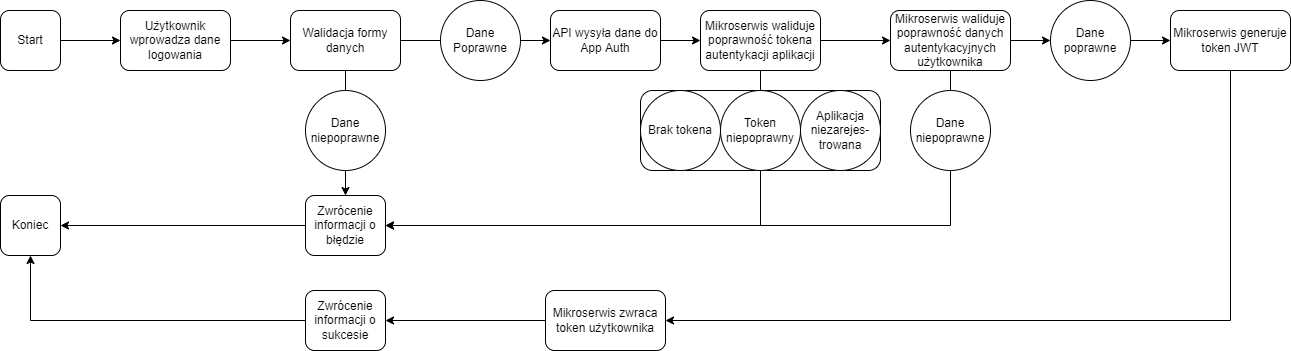 Start
Użytkownik
wprowadza dane
logowania
Walidacja formy
danych
Dane
Poprawne
API wysyła dane do
App Auth
Mikroserwis waliduje
poprawność tokena
autentykacji aplikacji
Mikroserwis waliduje
poprawność danych
autentykacyjnych
użytkownika
Dane
poprawne
Mikroserwis generuje
token JWT
Dane
niepoprawne
Brak tokena
Token
niepoprawny
Aplikacja
niezarejes-
trowana
Dane
niepoprawne
Koniec
Zwrócenie
informacji o
błędzie
Zwrócenie
informacji o
sukcesie
Mikroserwis zwraca
token użytkownika